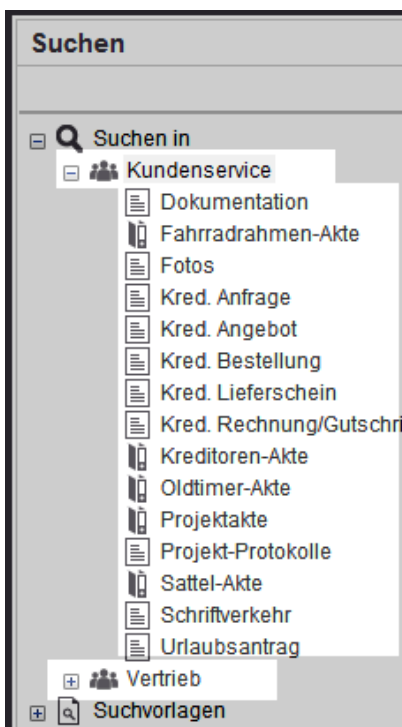 Suchen
Suchen in
Kundenservice
Dokumentation
Fahrradrahmen-Akte
Fotos
Kred. Anfrage
Kred. Angebot
Kred. Bestellung
Kred. Lieferschein
Kred. Rechnung/Gutschri
Kreditoren-Akte
Oldtimer-Akte
Projektakte
Projekt-Protokolle
Sattel-Akte
Schriftverkehr
Urlaubsantrag
Vertrieb
Suchvorlagen